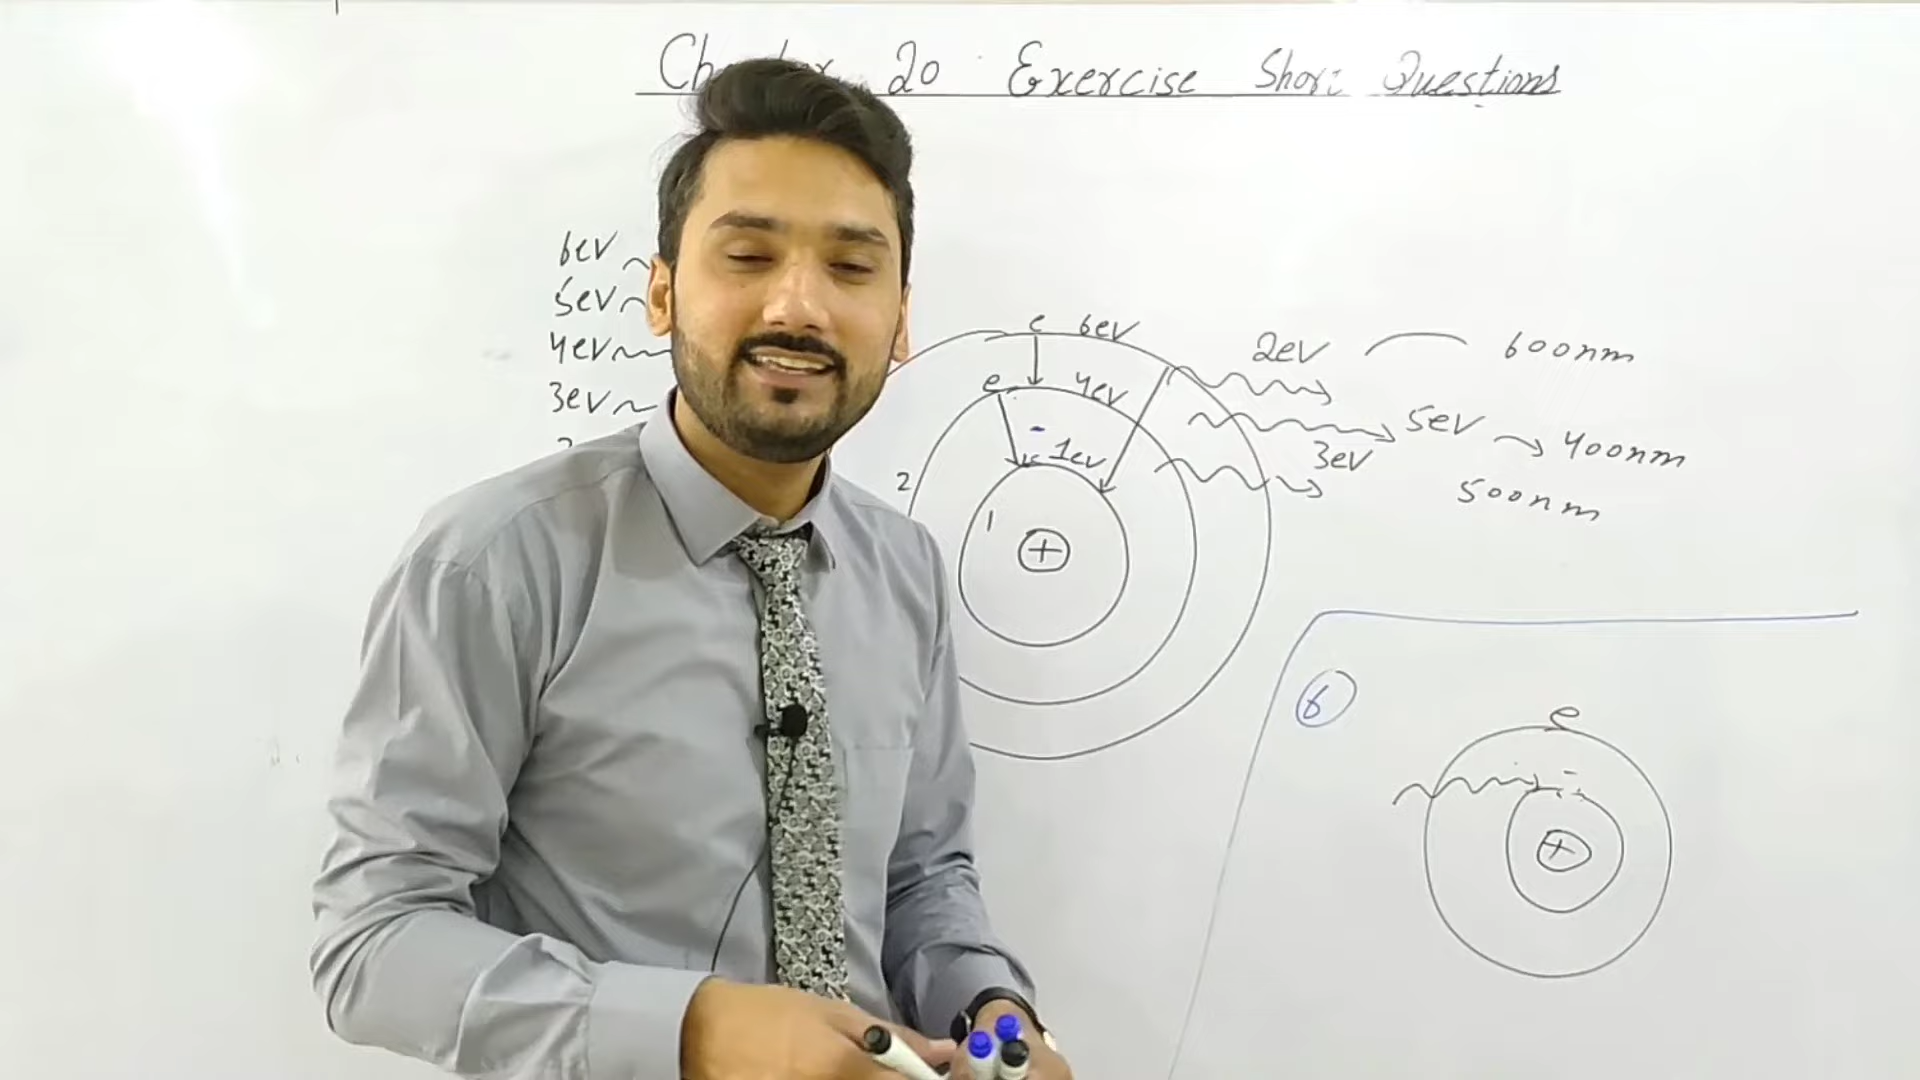 20 Exercise Short Questions
6eV
5eV
4eV
3eV
e 6eV
2eV 600nm
e 4eV
5eV 400nm
1eV
3eV
500nm
2
1
+
6
e
+